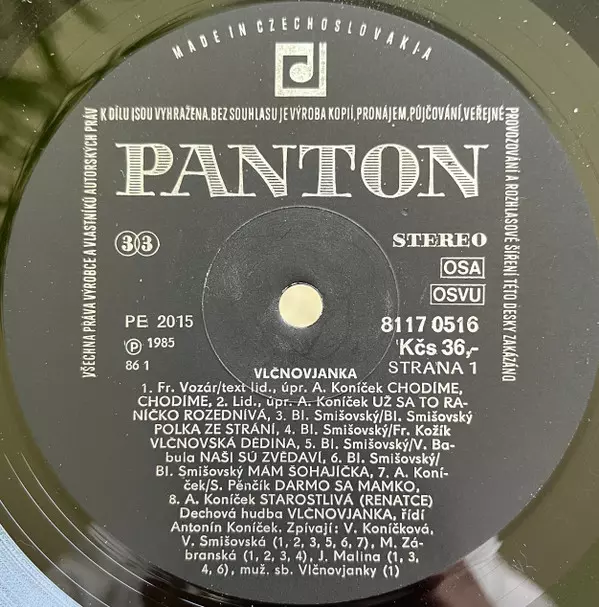 MADE IN CZECHOSLOVAKIA
VŠECHNA PRÁVA VÝROBCE A VLASTNÍKŮ AUTORSKÝCH PRÁV
K DÍLU JSOU VYHRAŽENA. BEZ SOUHLASU JE VÝROBA KOPIÍ, PRONÁJEM, PŮJČOVÁNÍ, VEŘEJNÉ
PROVOZOVÁNÍ A ROZHLASOVÉ ŠÍŘENÍ TÉTO DESKY ZAKÁZÁNO
PANTON
33
STEREO
OSA
OSVU
PE 2015
8117 0516
Ⓟ 1985
Kčs 36,-
86 1
STRANA 1
VLČNOVJANKA
1. Fr. Vozár/text lid., úpr. A. Koníček CHODÍME,
CHODÍME, 2. Lid., úpr. A. Koníček UŽ SA TO RA-
NÍČKO ROZEDNÍVÁ, 3. Bl. Smišovský/Bl. Smišovský
POLKA ZE STRÁNÍ, 4. Bl. Smišovský/Fr. Kožík
VLČNOVSKÁ DĚDINA, 5. Bl. Smišovský/V. Ba-
bula NAŠI SÚ ZVĚDAVÍ, 6. Bl. Smišovský/
Bl. Smišovský MÁM ŠOHAJÍČKA, 7. A. Koní-
ček/S. Pěnčík DARMO SA MAMKO,
8. A. Koníček STAROSTLIVÁ (RENATCE)
Dechová hudba VLČNOVJANKA, řídí
Antonín Koníček. Zpívají: V. Koníčková,
V. Smišovská (1, 2, 3, 5, 6, 7), M. Zá-
branská (1, 2, 3, 4), J. Malina (1, 3,
4, 6), muž. sb. Vlčnovjanky (1)